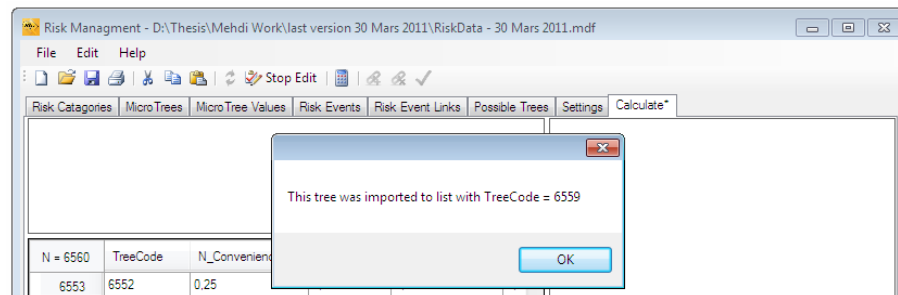 Risk Managment - D:\Thesis\Mehdi Work\last version 30 Mars 2011\RiskData - 30 Mars 2011.mdf
File Edit Help
Stop Edit
Risk Catagories MicroTrees MicroTree Values Risk Events Risk Event Links Possible Trees Settings Calculate*
This tree was imported to list with TreeCode = 6559
OK
N = 6560 TreeCode
6553 6552 0,25